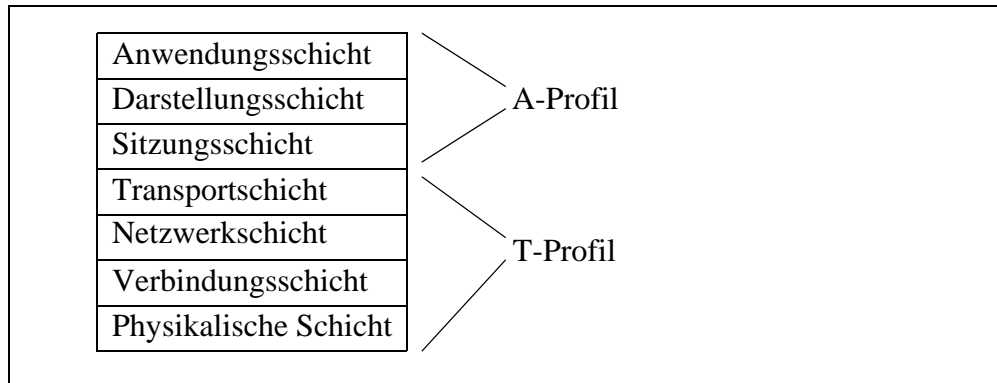 Anwendungsschicht
Darstellungsschicht
Sitzungsschicht
Transportschicht
Netzwerkschicht
Verbindungsschicht
Physikalische Schicht
A-Profil
T-Profil